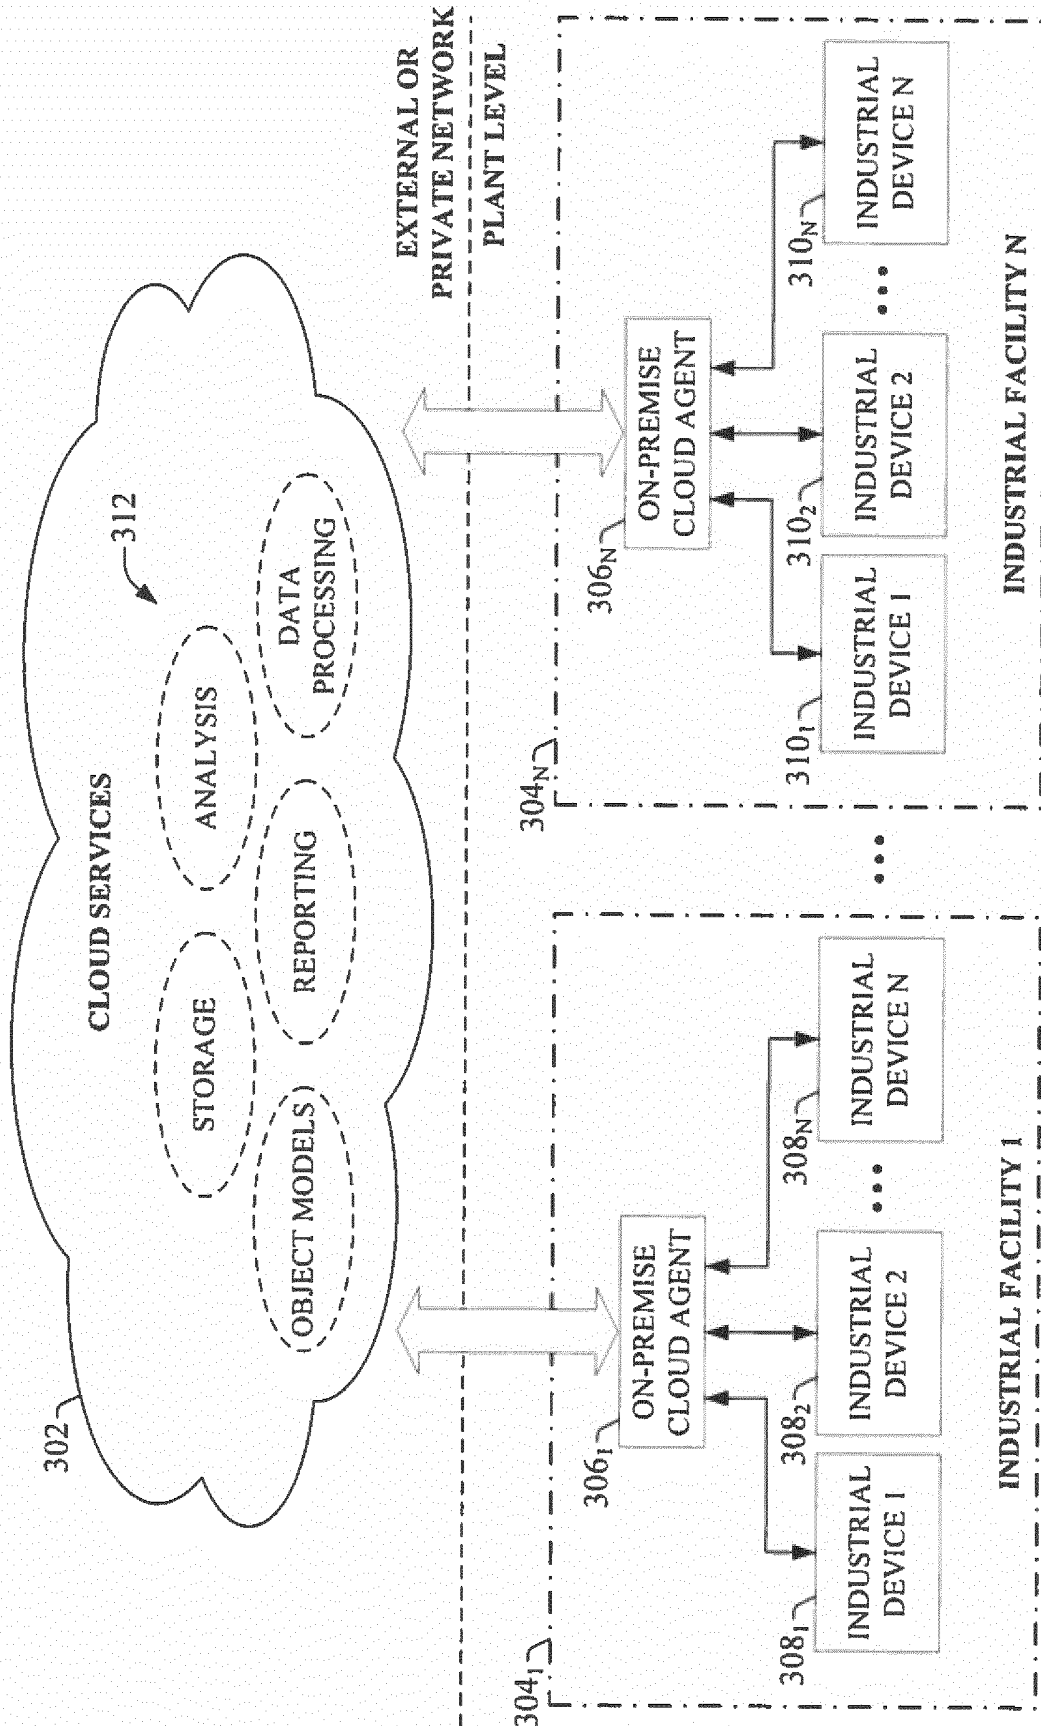 302
CLOUD SERVICES
312
STORAGE
ANALYSIS
OBJECT MODELS
REPORTING
DATA
PROCESSING
EXTERNAL OR
PRIVATE NETWORK
PLANT LEVEL
304₁
306₁
ON-PREMISE
CLOUD AGENT
308₁
INDUSTRIAL
DEVICE 1
308₂
INDUSTRIAL
DEVICE 2
•••
308N
INDUSTRIAL
DEVICE N
INDUSTRIAL FACILITY 1
•••
304N
306N
ON-PREMISE
CLOUD AGENT
310₁
INDUSTRIAL
DEVICE 1
310₂
INDUSTRIAL
DEVICE 2
•••
310N
INDUSTRIAL
DEVICE N
INDUSTRIAL FACILITY N